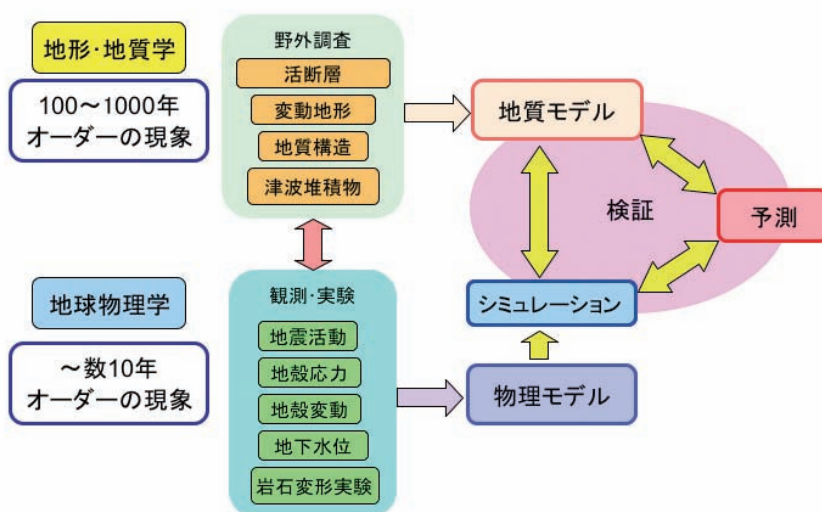 地形・地質学
100～1000年
オーダーの現象
野外調査
活断層
変動地形
地質構造
津波堆積物
地質モデル
検証
予測
地球物理学
～数10年
オーダーの現象
観測・実験
地震活動
地殻応力
地殻変動
地下水位
岩石変形実験
シミュレーション
物理モデル